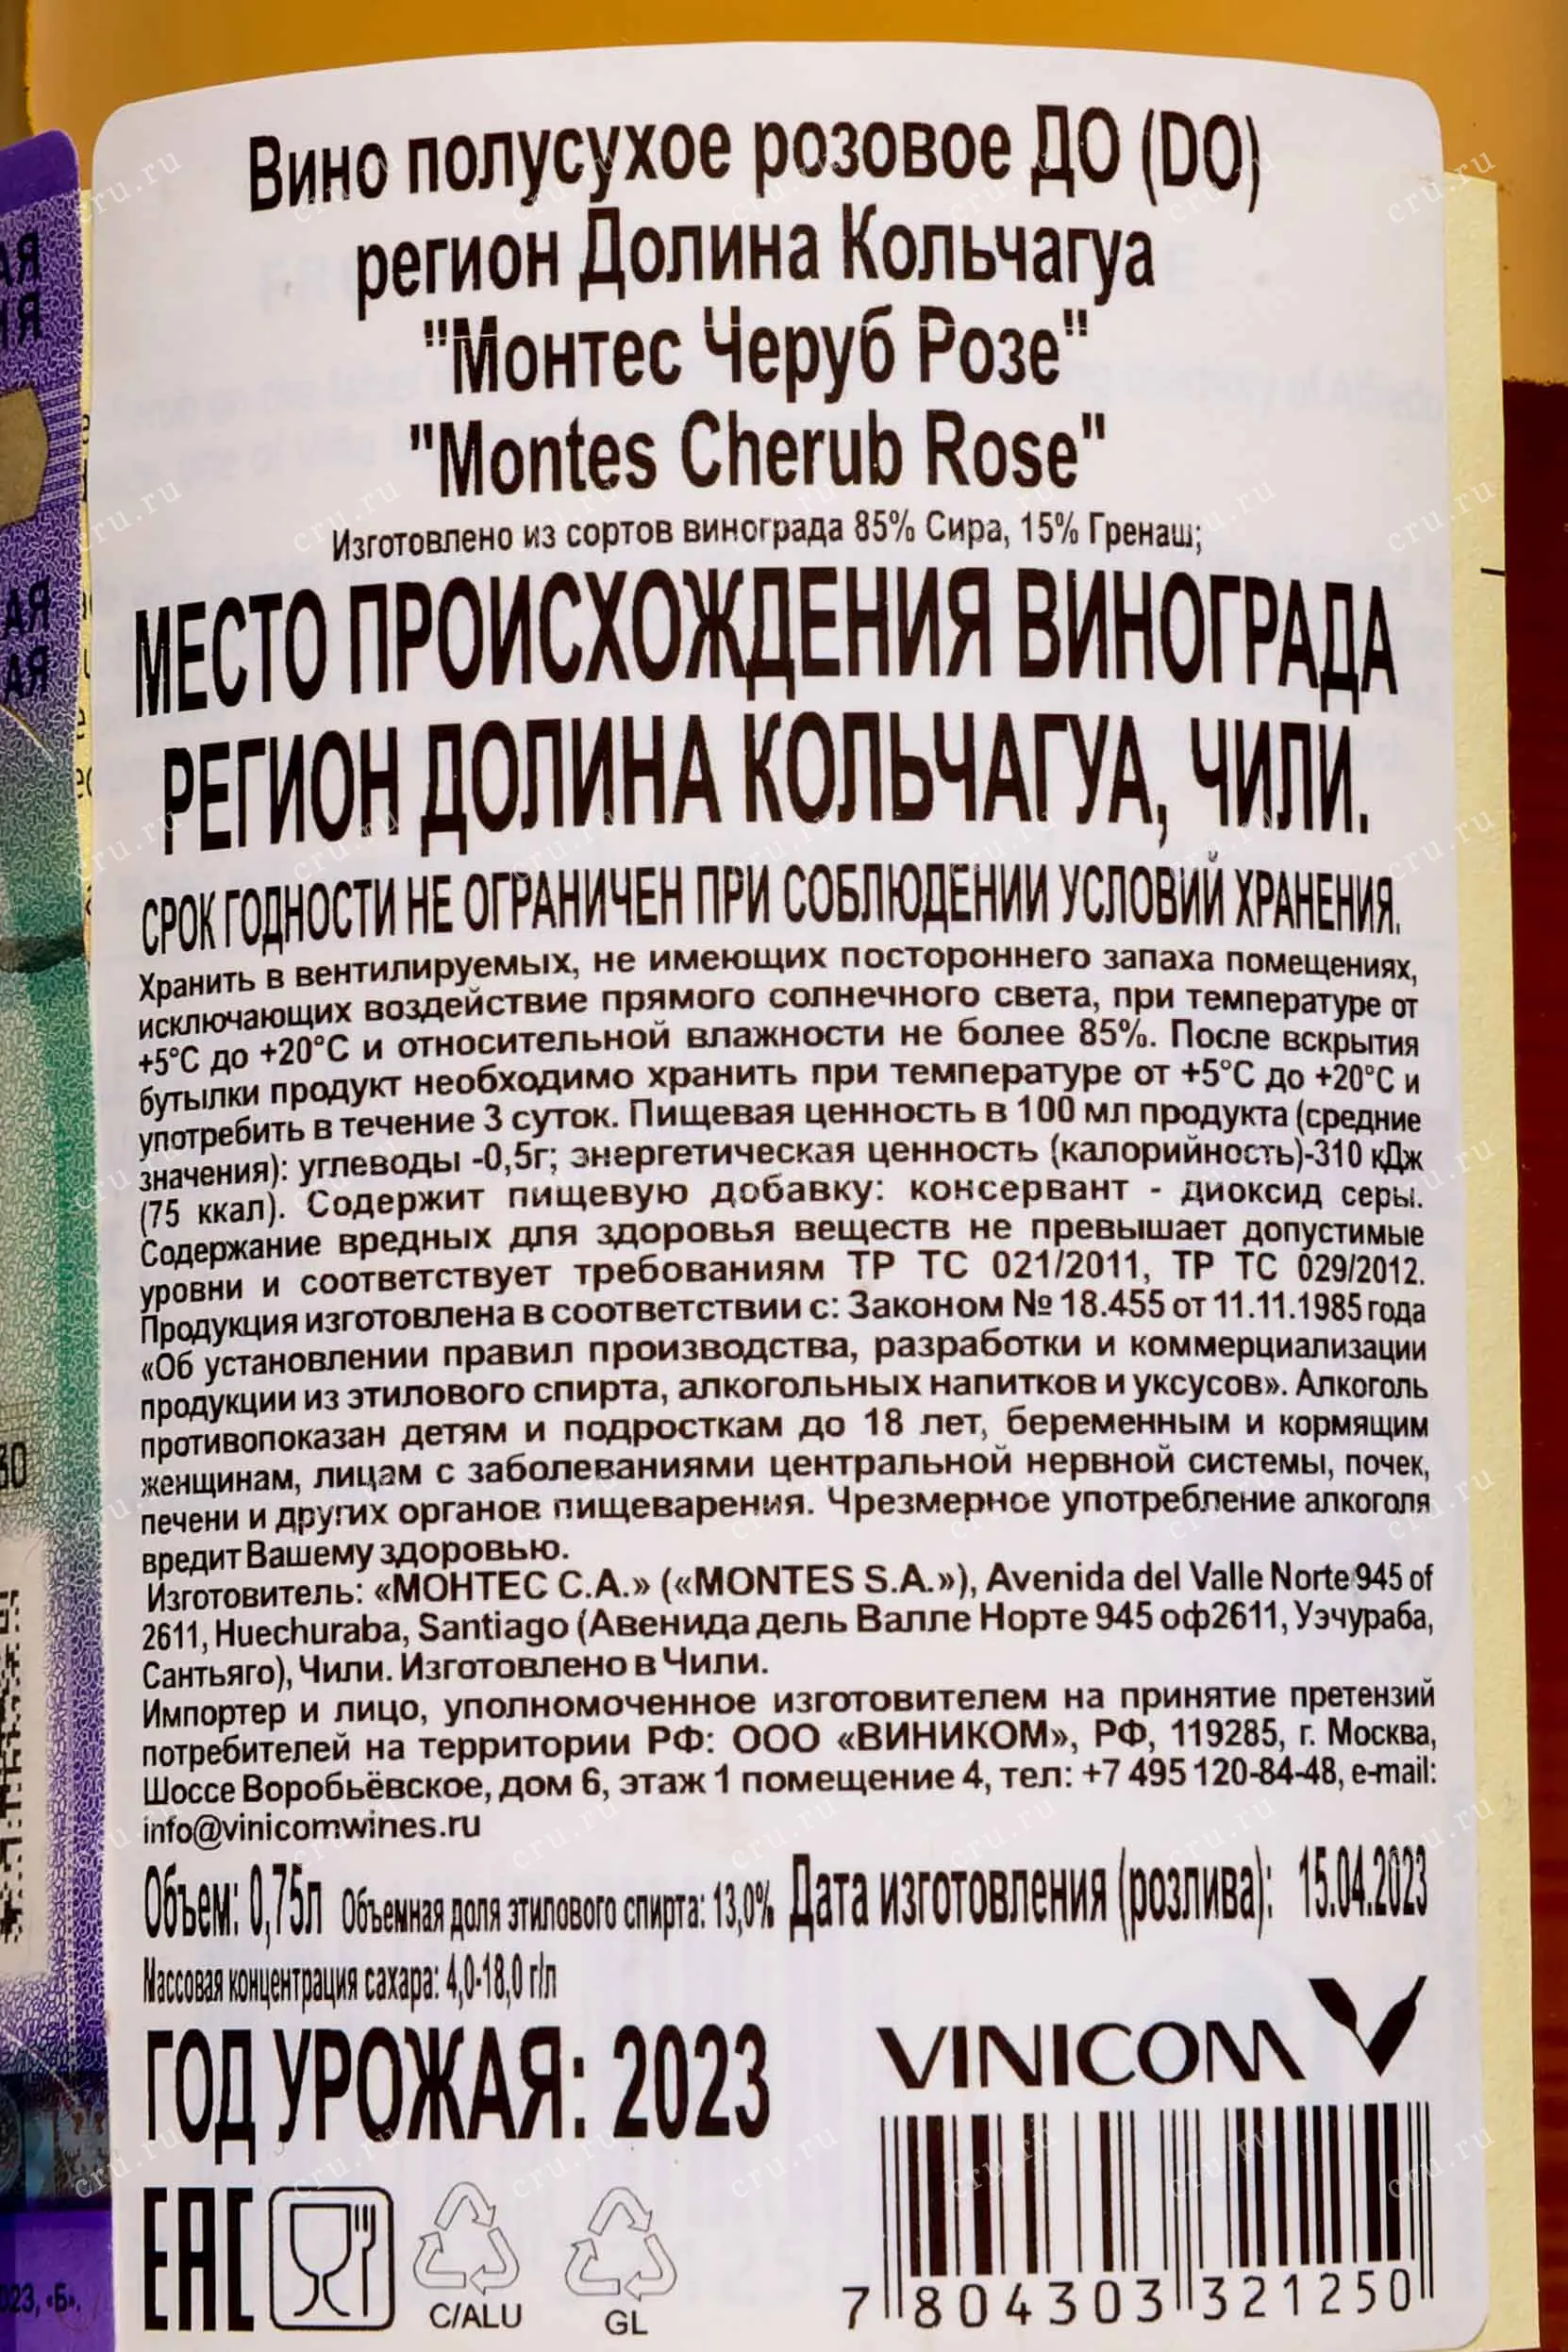 Вино полусухое розовое ДО (DO)
регион Долина Кольчагуа
"Монтес Черуб Розе"
"Montes Cherub Rose"
Изготовлено из сортов винограда 85% Сира, 15% Гренаш;
МЕСТО ПРОИСХОЖДЕНИЯ ВИНОГРАДА
РЕГИОН ДОЛИНА КОЛЬЧАГУА, ЧИЛИ.
СРОК ГОДНОСТИ НЕ ОГРАНИЧЕН ПРИ СОБЛЮДЕНИИ УСЛОВИЙ ХРАНЕНИЯ.
Хранить в вентилируемых, не имеющих постороннего запаха помещениях,
исключающих воздействие прямого солнечного света, при температуре от
+5°С до +20°С и относительной влажности не более 85%. После вскрытия
бутылки продукт необходимо хранить при температуре от +5°С до +20°С и
употребить в течение 3 суток. Пищевая ценность в 100 мл продукта (средние
значения): углеводы -0,5г; энергетическая ценность (калорийность)-310 кДж
(75 ккал). Содержит пищевую добавку: консервант - диоксид серы.
Содержание вредных для здоровья веществ не превышает допустимые
уровни и соответствует требованиям ТР ТС 021/2011, ТР ТС 029/2012.
Продукция изготовлена в соответствии с: Законом № 18.455 от 11.11.1985 года
«Об установлении правил производства, разработки и коммерциализации
продукции из этилового спирта, алкогольных напитков и уксусов». Алкоголь
противопоказан детям и подросткам до 18 лет, беременным и кормящим
женщинам, лицам с заболеваниями центральной нервной системы, почек,
печени и других органов пищеварения. Чрезмерное употребление алкоголя
вредит Вашему здоровью.
Изготовитель: «МОНТЕС С.А.» («MONTES S.A.»), Avenida del Valle Norte 945 of
2611, Huechuraba, Santiago (Авенида дель Валле Норте 945 оф2611, Уэчураба,
Сантьяго), Чили. Изготовлено в Чили.
Импортер и лицо, уполномоченное изготовителем на принятие претензий
потребителей на территории РФ: ООО «ВИНИКОМ», РФ, 119285, г. Москва,
Шоссе Воробьёвское, дом 6, этаж 1 помещение 4, тел: +7 495 120-84-48, e-mail:
info@vinicomwines.ru
Объем: 0,75л Объемная доля этилового спирта: 13,0% Дата изготовления (розлива): 15.04.2023
Массовая концентрация сахара: 4,0-18,0 г/л
ГОД УРОЖАЯ: 2023
VINICOM
EAC
C/ALU
GL
7 804303 321250